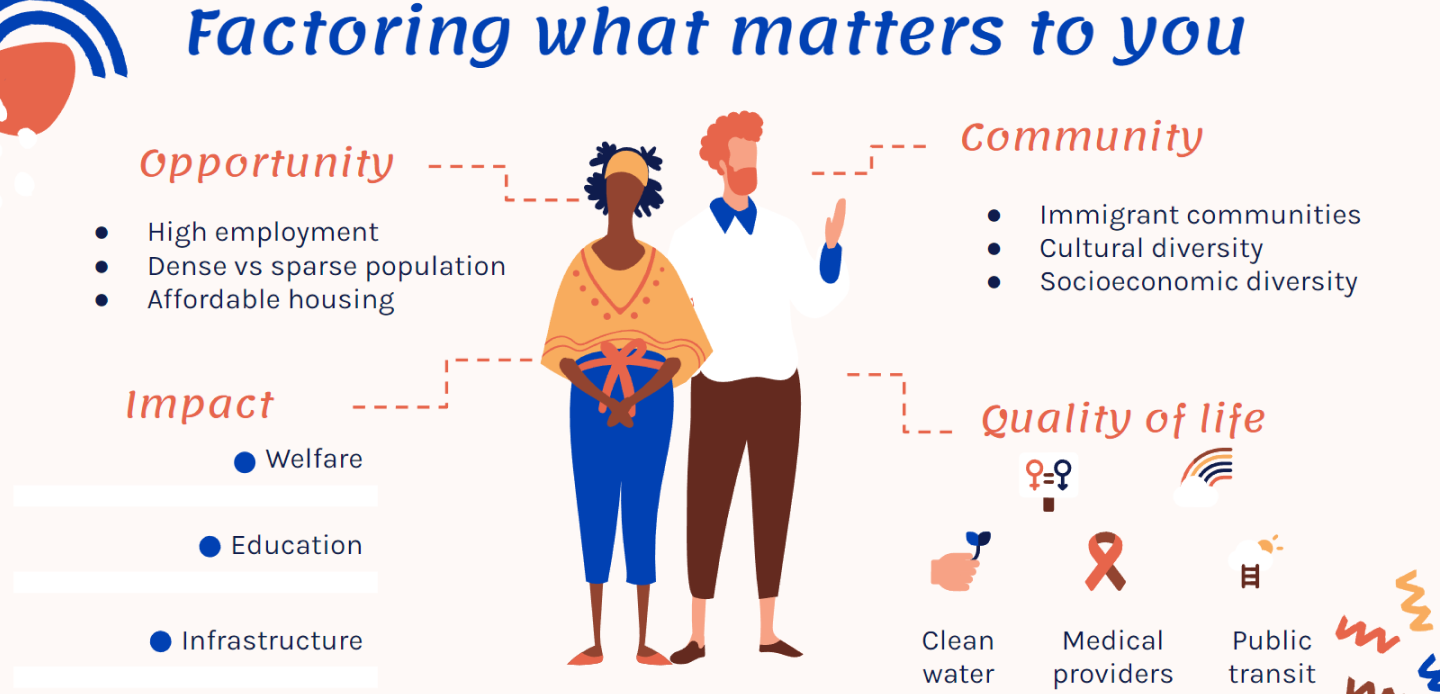 Factoring what matters to you
Opportunity
High employment
Dense vs sparse population
Affordable housing
Community
Immigrant communities
Cultural diversity
Socioeconomic diversity
Impact
Welfare
Education
Infrastructure
Quality of life
Clean
water
Medical
providers
Public
transit